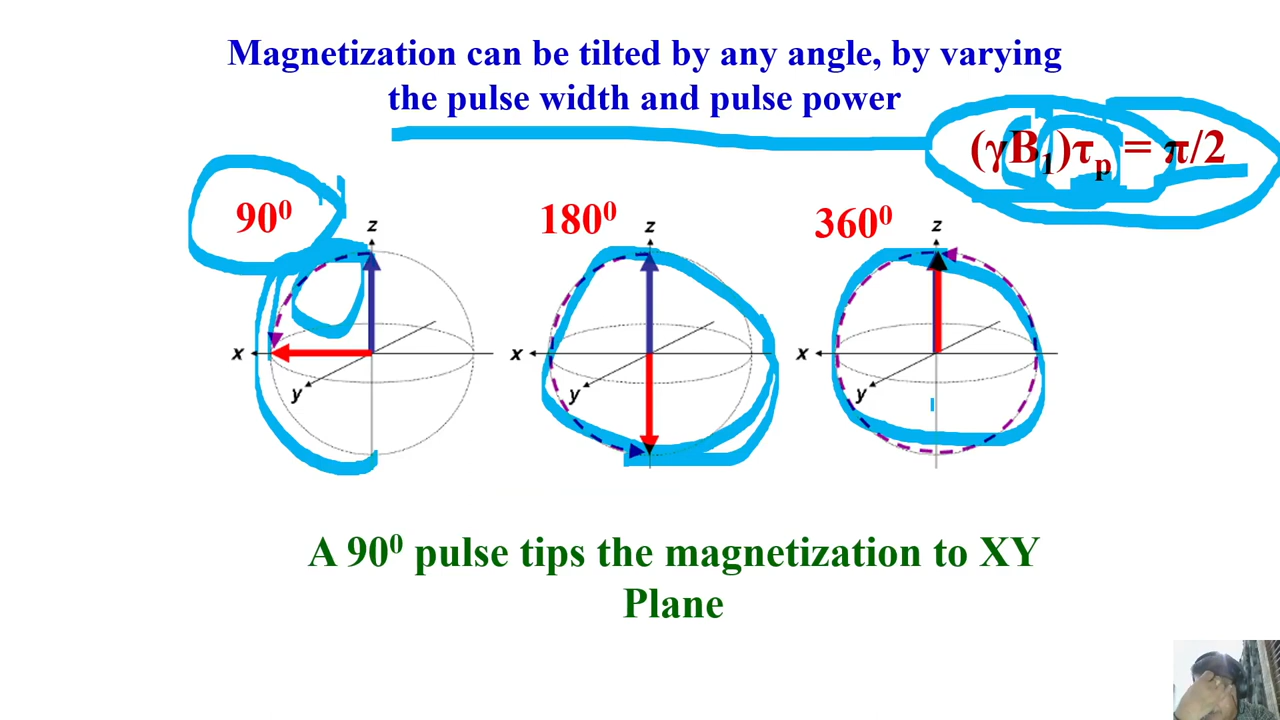 Magnetization can be tilted by any angle, by varying
the pulse width and pulse power
(γB₁)τₚ = π/2
90⁰
180⁰
360⁰
z
z
z
x
x
x
y
y
y
A 90⁰ pulse tips the magnetization to XY
Plane